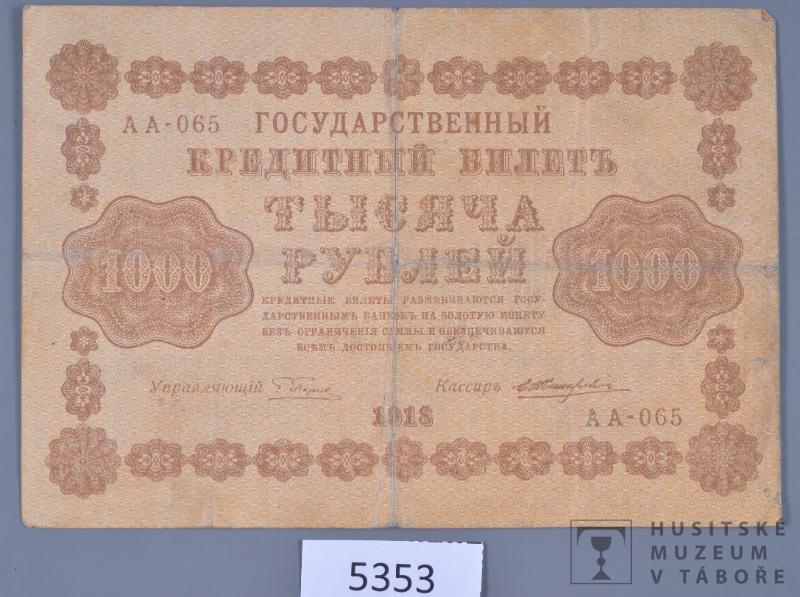 АА-065 ГОСУДАРСТВЕННЫЙ
КРЕДИТНЫЙ БИЛЕТЪ
ТЫСЯЧА
РУБЛЕЙ
1000 1000
КРЕДИТНЫЕ БИЛЕТЫ РАЗМѢНИВАЮТСЯ ГОСУ-
ДАРСТВЕННЫМЪ БАНКОМЪ НА ЗОЛОТУЮ МОНЕТУ
БЕЗЪ ОГРАНИЧЕНІЯ СУММЫ И ОБЕЗПЕЧИВАЮТСЯ
ВСѢМЪ ДОСТОЯНІЕМЪ ГОСУДАРСТВА.
Управляющій Кассиръ
1918 АА-065
5353
HUSITSKÉ
MUZEUM
V TÁBOŘE